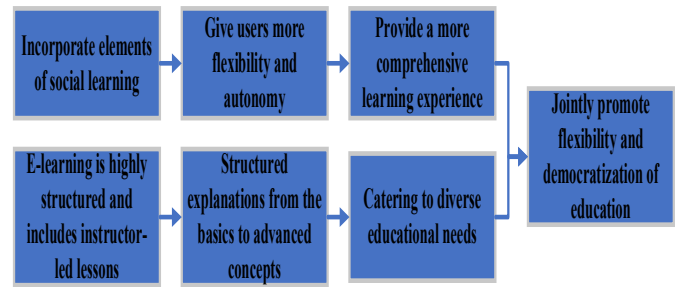 Incorporate elements
of social learning
Give users more
flexibility and
autonomy
Provide a more
comprehensive
learning experience
E-learning is highly
structured and
includes instructor-
led lessons
Structured
explanations from the
basics to advanced
concepts
Catering to diverse
educational needs
Jointly promote
flexibility and
democratization of
education